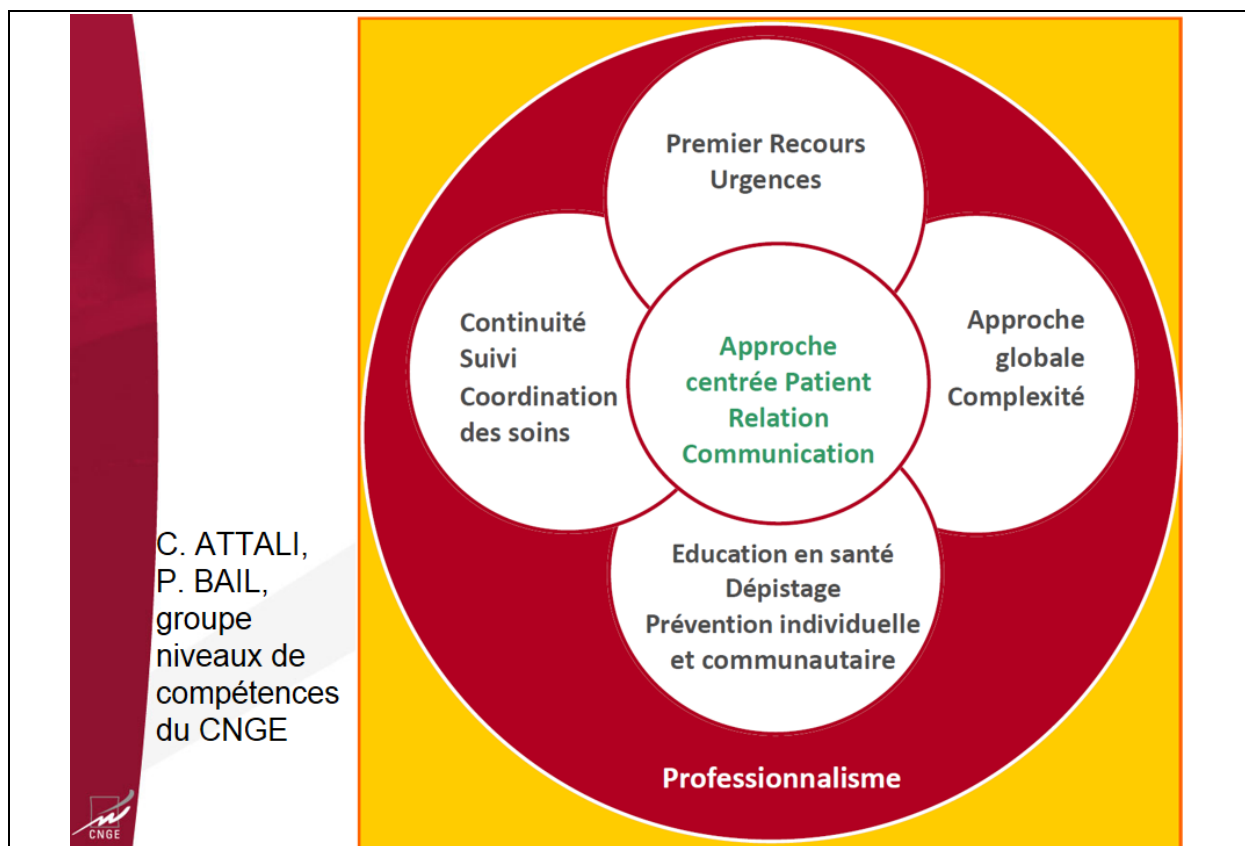 Premier Recours
Urgences
Continuité
Suivi
Coordination
des soins
Approche
centrée Patient
Relation
Communication
Approche
globale
Complexité
Education en santé
Dépistage
Prévention individuelle
et communautaire
Professionnalisme
C. ATTALI,
P. BAIL,
groupe
niveaux de
compétences
du CNGE
CNGE